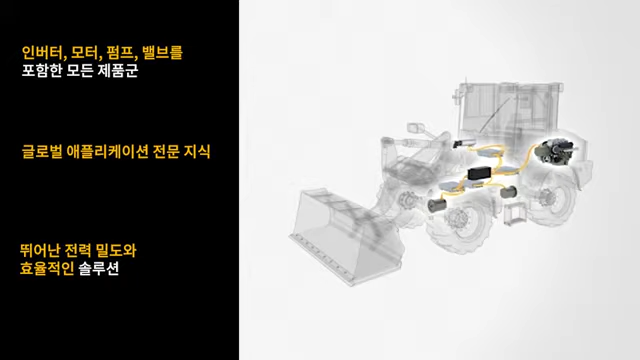 인버터, 모터, 펌프, 밸브를
포함한 모든 제품군
글로벌 애플리케이션 전문 지식
뛰어난 전력 밀도와
효율적인 솔루션